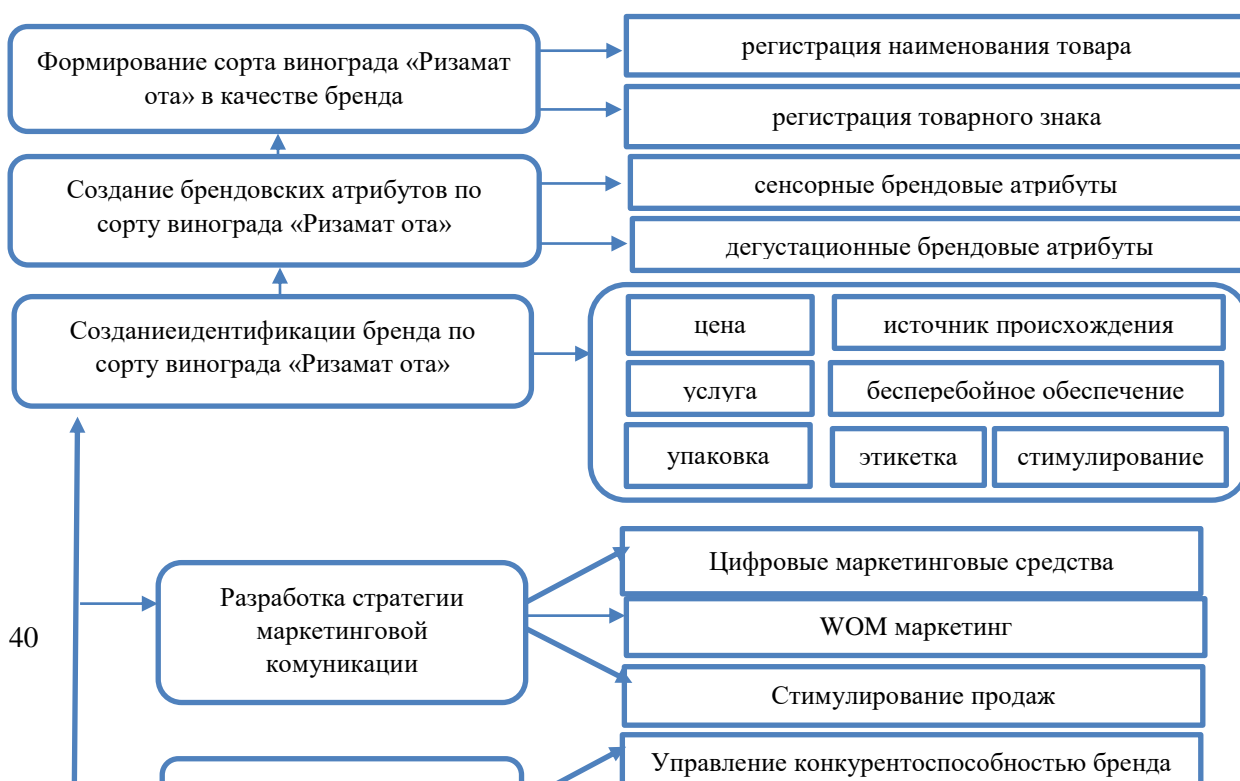 Формирование сорта винограда «Ризамат
ота» в качестве бренда
регистрация наименования товара
регистрация товарного знака
Создание брендовских атрибутов по
сорту винограда «Ризамат ота»
сенсорные брендовые атрибуты
дегустационные брендовые атрибуты
Созданиеидентификации бренда по
сорту винограда «Ризамат ота»
цена
источник происхождения
услуга
бесперебойное обеспечение
упаковка
этикетка
стимулирование
40
Разработка стратегии
маркетинговой
комуникации
Цифровые маркетинговые средства
WOM маркетинг
Стимулирование продаж
Управление конкурентоспособностью бренда